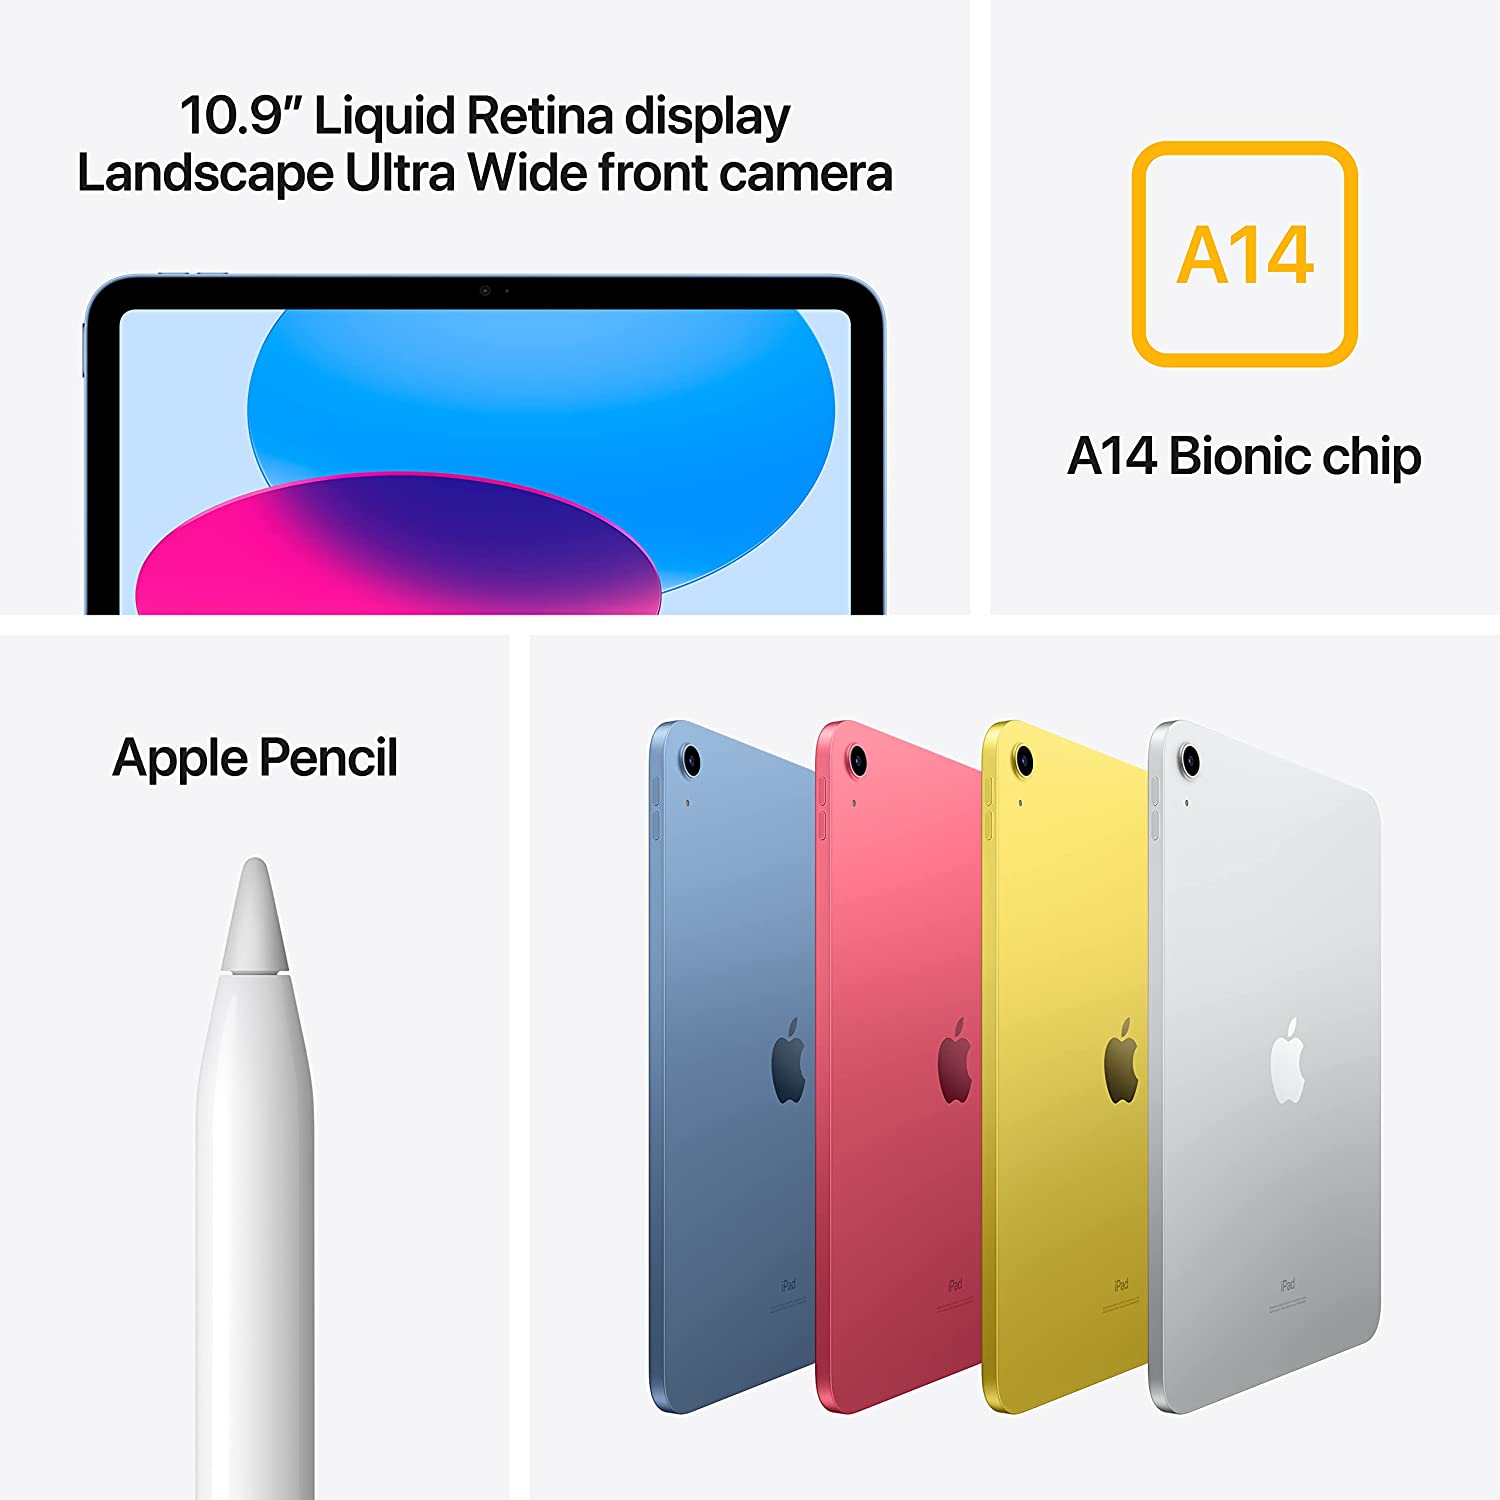 10.9” Liquid Retina display
Landscape Ultra Wide front camera
A14
A14 Bionic chip
Apple Pencil
iPad
iPad
iPad
iPad